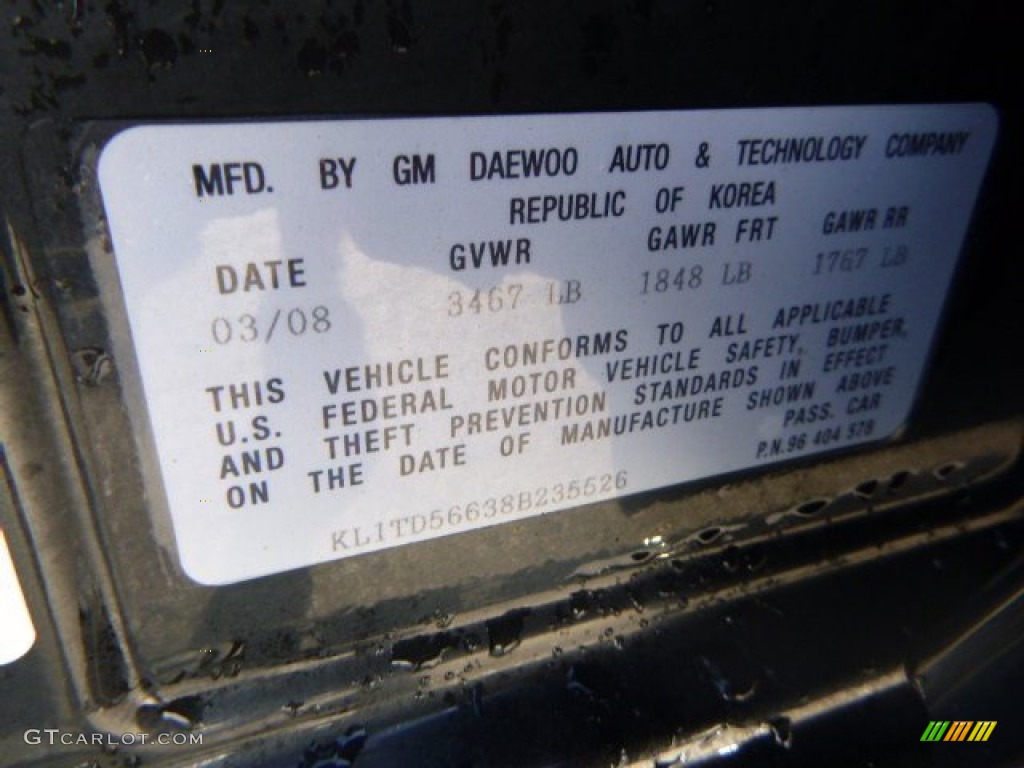 MFD. BY GM DAEWOO AUTO & TECHNOLOGY COMPANY
REPUBLIC OF KOREA
DATE GVWR GAWR FRT GAWR RR
03/08 3467 LB 1848 LB 1767 LB
THIS VEHICLE CONFORMS TO ALL APPLICABLE
U.S. FEDERAL MOTOR VEHICLE SAFETY, BUMPER,
AND THEFT PREVENTION STANDARDS IN EFFECT
ON THE DATE OF MANUFACTURE SHOWN ABOVE
PASS. CAR
P.N. 96 404 578
KL1TD56638B235526
GTCARLOT.COM